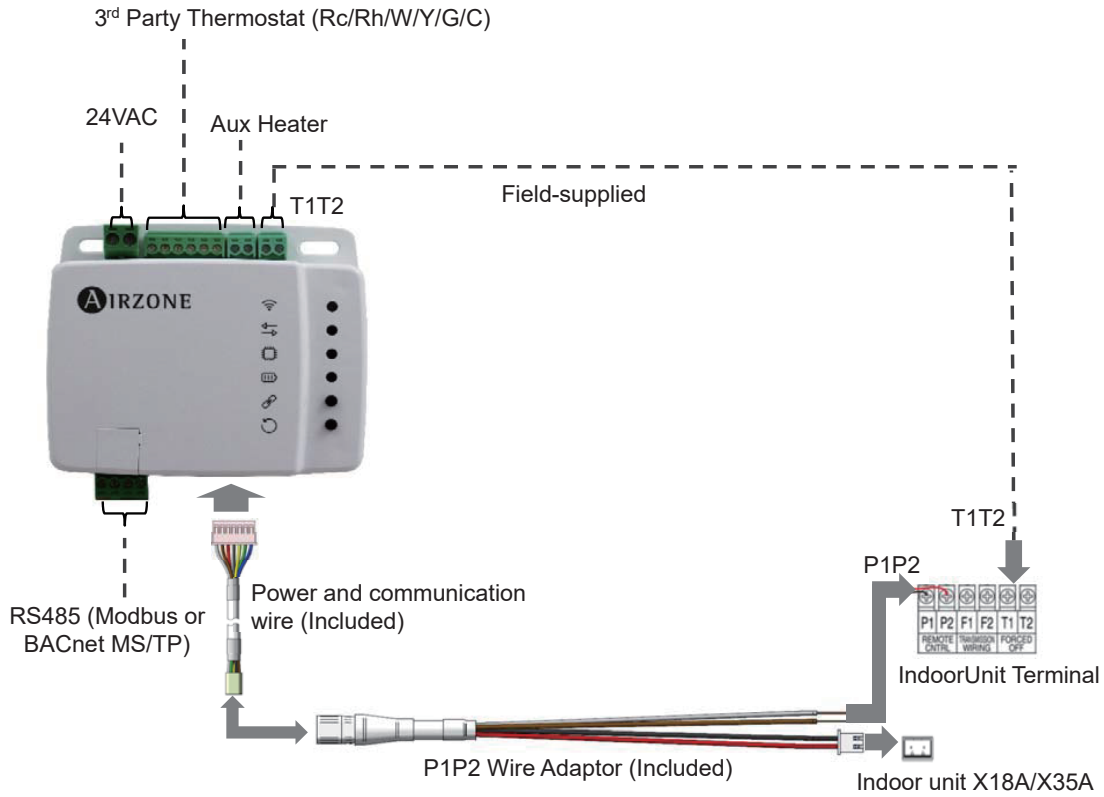 3rd Party Thermostat (Rc/Rh/W/Y/G/C)
24VAC
Aux Heater
T1T2
Field-supplied
AIRZONE
T1T2
P1P2
P1 P2 F1 F2 T1 T2
REMOTE CNTRL
TRANSMISSION WIRING
FORCED OFF
IndoorUnit Terminal
Power and communication
wire (Included)
RS485 (Modbus or
BACnet MS/TP)
P1P2 Wire Adaptor (Included)
Indoor unit X18A/X35A